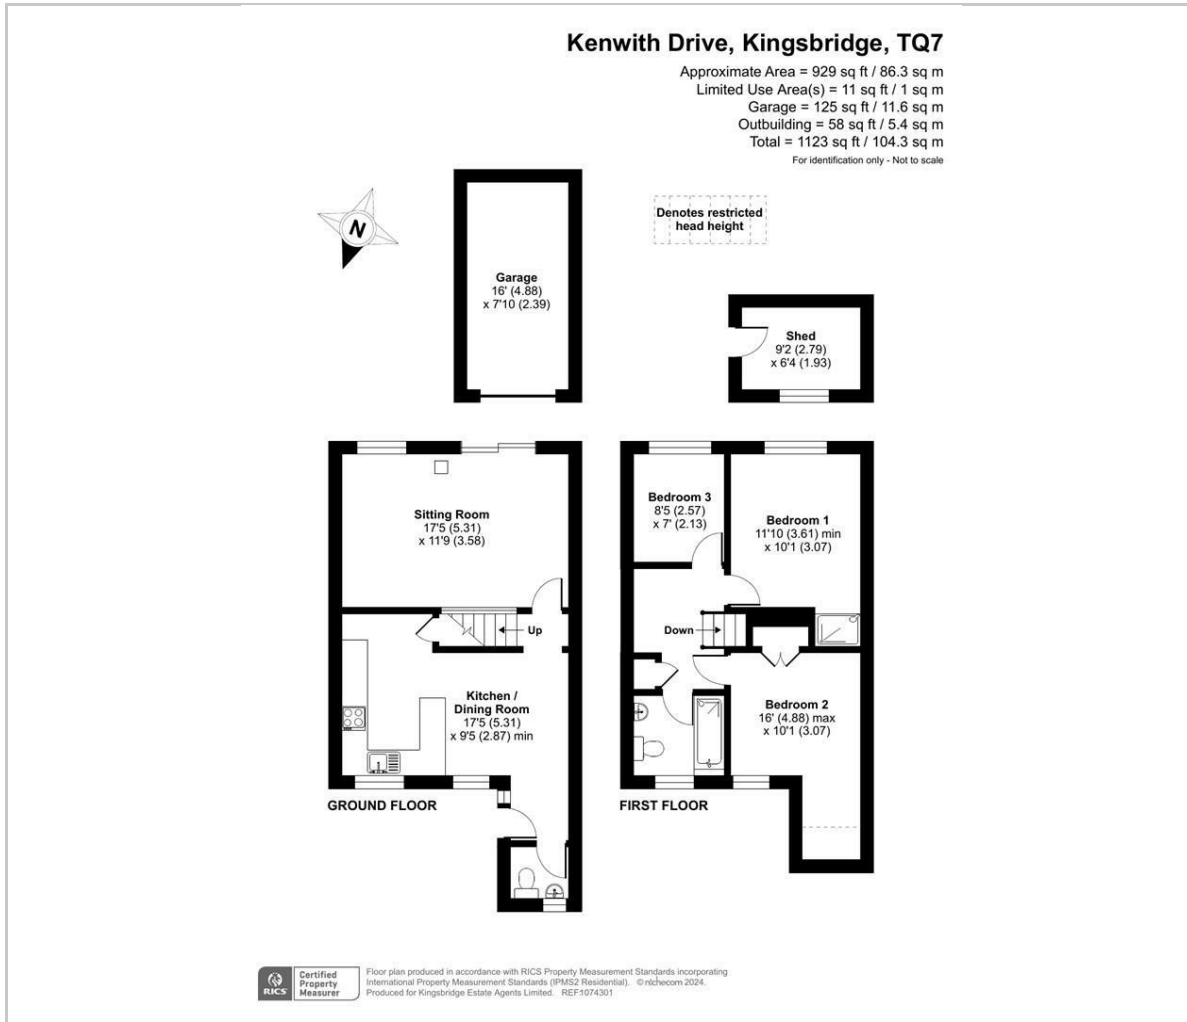 Kenwith Drive, Kingsbridge, TQ7
Approximate Area = 929 sq ft / 86.3 sq m
Limited Use Area(s) = 11 sq ft / 1 sq m
Garage = 125 sq ft / 11.6 sq m
Outbuilding = 58 sq ft / 5.4 sq m
Total = 1123 sq ft / 104.3 sq m
For identification only - Not to scale
N
Denotes restricted
head height
Garage
16' (4.88)
x 7'10 (2.39)
Shed
9'2 (2.79)
x 6'4 (1.93)
Sitting Room
17'5 (5.31)
x 11'9 (3.58)
Up
Kitchen /
Dining Room
17'5 (5.31)
x 9'5 (2.87) min
GROUND FLOOR
Bedroom 3
8'5 (2.57)
x 7' (2.13)
Bedroom 1
11'10 (3.61) min
x 10'1 (3.07)
Down
Bedroom 2
16' (4.88) max
x 10'1 (3.07)
FIRST FLOOR
RICS
Certified
Property
Measurer
Floor plan produced in accordance with RICS Property Measurement Standards incorporating
International Property Measurement Standards (IPMS2 Residential). © nichecom 2024.
Produced for Kingsbridge Estate Agents Limited. REF: 1074301